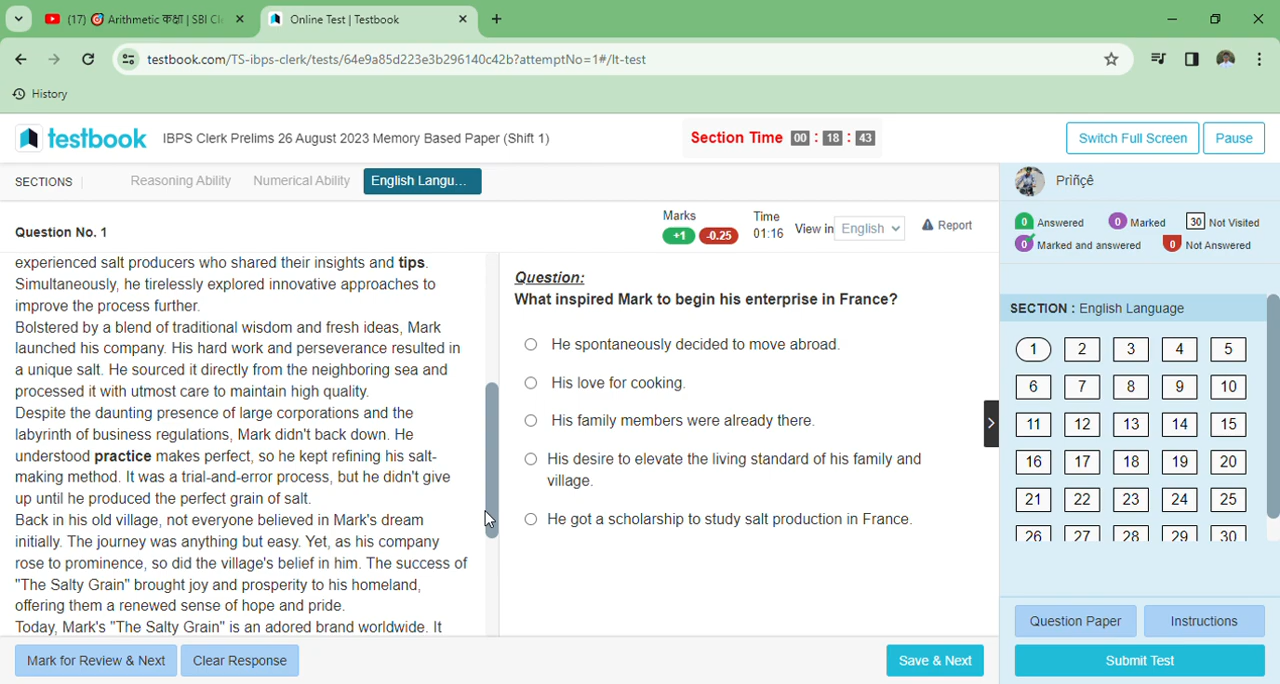 (17) 🎯 Arithmetic कक्षा | SBI Cl
Online Test | Testbook
testbook.com/TS-ibps-clerk/tests/64e9a85d223e3b296140c42b?attemptNo=1#/lt-test
History
testbook
IBPS Clerk Prelims 26 August 2023 Memory Based Paper (Shift 1)
Section Time 00 : 18 : 43
Switch Full Screen
Pause
SECTIONS
Reasoning Ability
Numerical Ability
English Langu...
Prïñçê
Question No. 1
Marks
+1 -0.25
Time
01:16
View in English
Report
0 Answered
0 Marked
30 Not Visited
0 Marked and answered
0 Not Answered
experienced salt producers who shared their insights and tips.
Simultaneously, he tirelessly explored innovative approaches to
improve the process further.
Bolstered by a blend of traditional wisdom and fresh ideas, Mark
launched his company. His hard work and perseverance resulted in
a unique salt. He sourced it directly from the neighboring sea and
processed it with utmost care to maintain high quality.
Despite the daunting presence of large corporations and the
labyrinth of business regulations, Mark didn't back down. He
understood practice makes perfect, so he kept refining his salt-
making method. It was a trial-and-error process, but he didn't give
up until he produced the perfect grain of salt.
Back in his old village, not everyone believed in Mark's dream
initially. The journey was anything but easy. Yet, as his company
rose to prominence, so did the village's belief in him. The success of
"The Salty Grain" brought joy and prosperity to his homeland,
offering them a renewed sense of hope and pride.
Today, Mark's "The Salty Grain" is an adored brand worldwide. It
Question:
What inspired Mark to begin his enterprise in France?
He spontaneously decided to move abroad.
His love for cooking.
His family members were already there.
His desire to elevate the living standard of his family and
village.
He got a scholarship to study salt production in France.
SECTION : English Language
1 2 3 4 5
6 7 8 9 10
11 12 13 14 15
16 17 18 19 20
21 22 23 24 25
26 27 28 29 30
Mark for Review & Next
Clear Response
Save & Next
Question Paper
Instructions
Submit Test